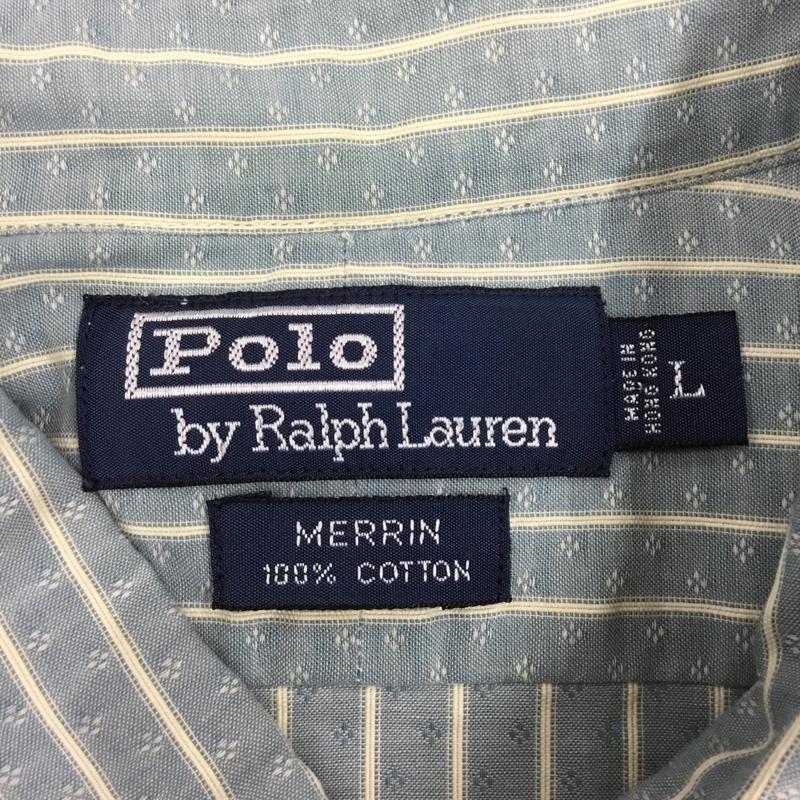 Polo
by Ralph Lauren
MADE IN
HONG KONG
L
MERRIN
100% COTTON